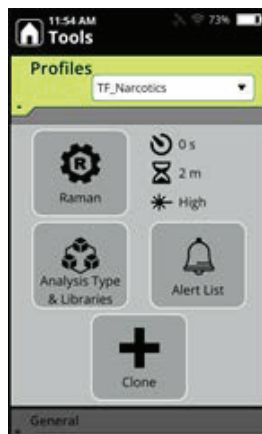 11:54 AM
73%
Tools
Profiles
TF_Narcotics
R
0 s
2 m
High
Raman
Analysis Type
& Libraries
Alert List
Clone
General